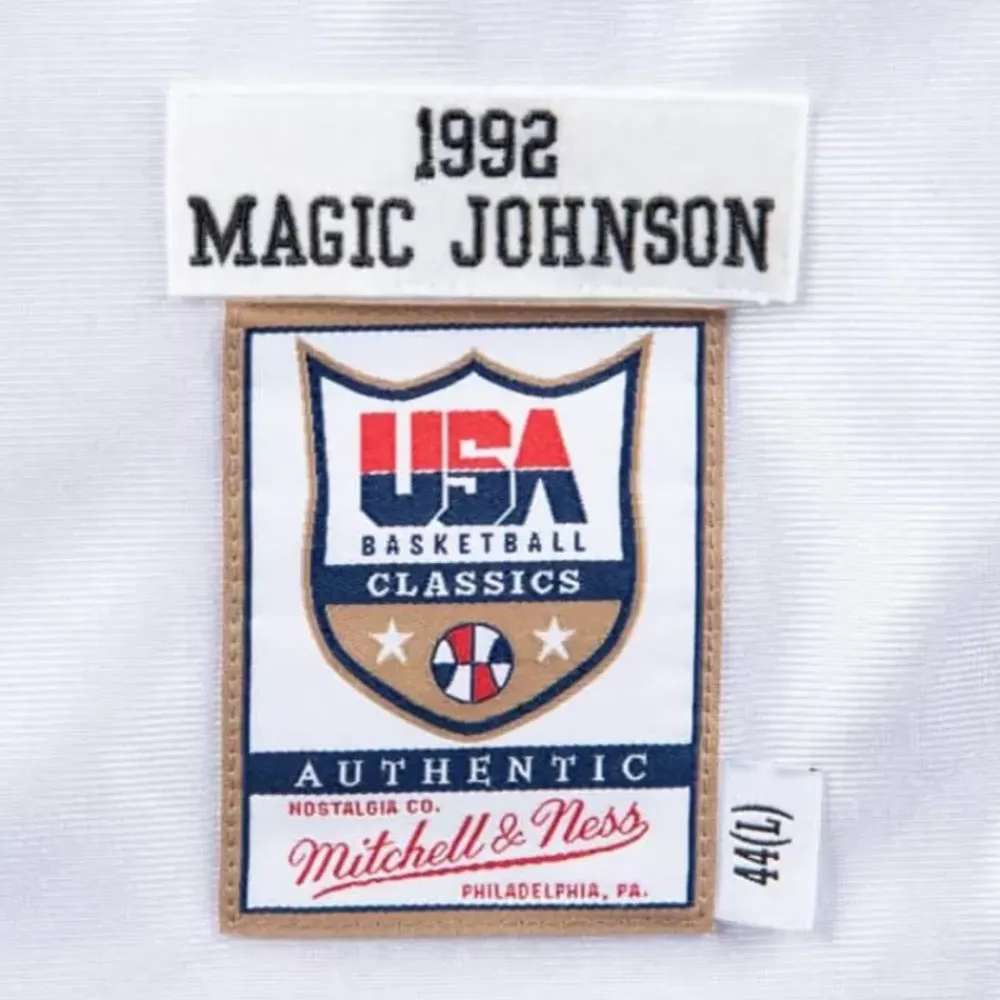 1992
MAGIC JOHNSON
USA
BASKETBALL
CLASSICS
AUTHENTIC
NOSTALGIA CO.
Mitchell & Ness
PHILADELPHIA, PA.
44(L)